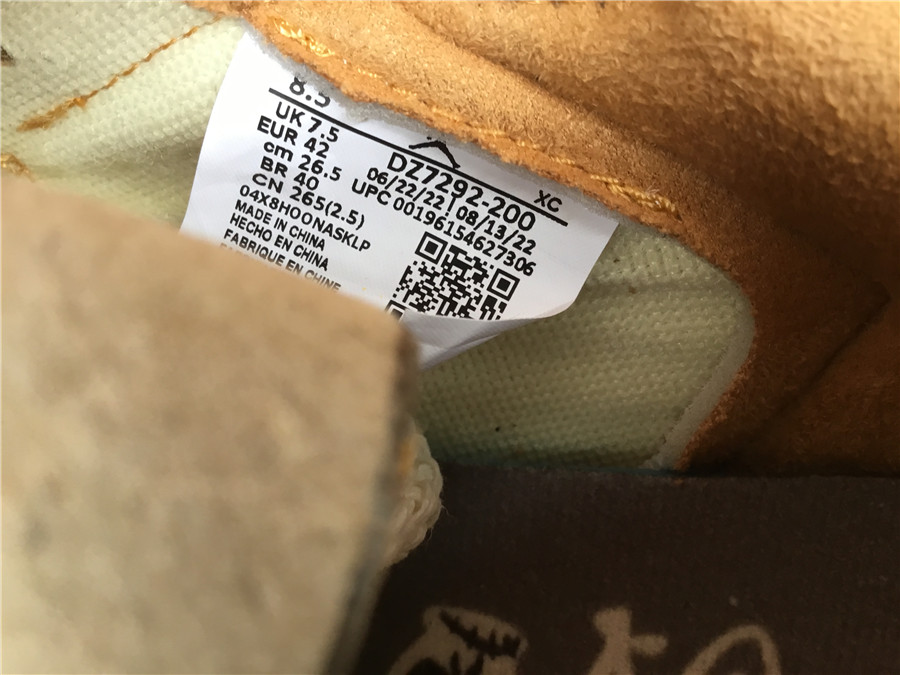 8.5
UK 7.5
EUR 42
cm 26.5
BR 40
CN 265(2.5)
04X8HOONASKLP
MADE IN CHINA
HECHO EN CHINA
FABRIQUE EN CHINE
DZ7292-200
XC
06/22/22 | 08/13/22
UPC 00196154627306